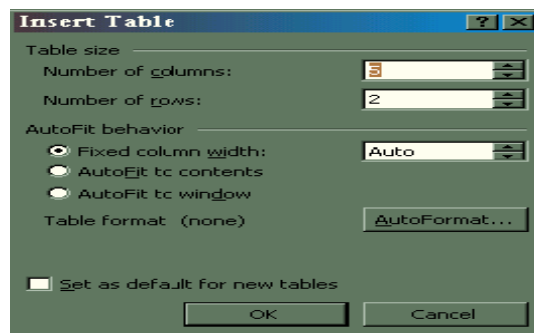 Insert Table ? ×
Table size
Number of columns:
Number of rows: 2
AutoFit behavior
Fixed column width: Auto
AutoFit to contents
AutoFit to window
Table format (none) AutoFormat...
Set as default for new tables
OK Cancel